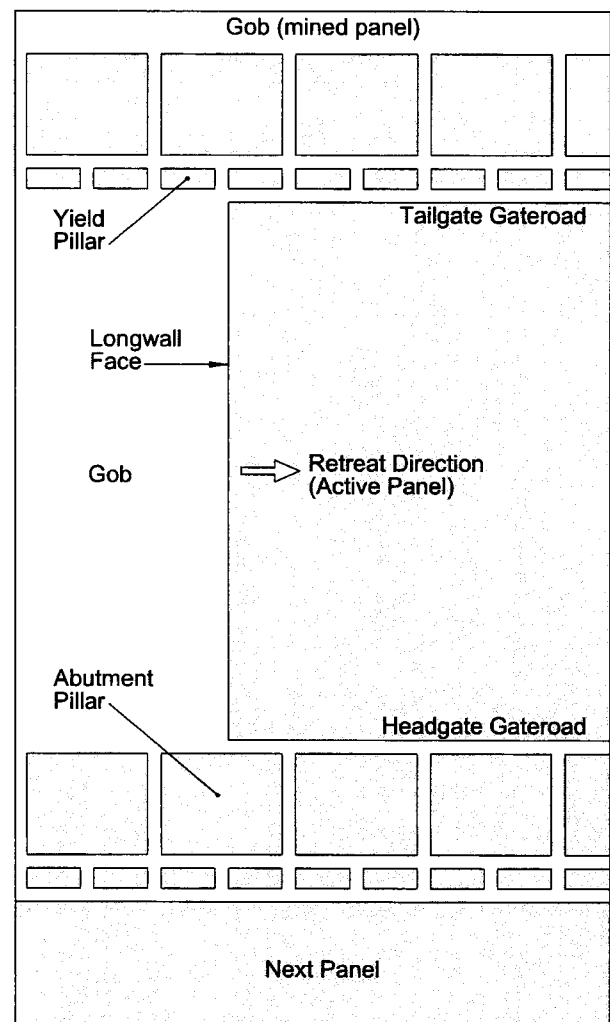 Gob (mined panel)
Yield
Pillar
Tailgate Gateroad
Longwall
Face
Gob
Retreat Direction
(Active Panel)
Abutment
Pillar
Headgate Gateroad
Next Panel